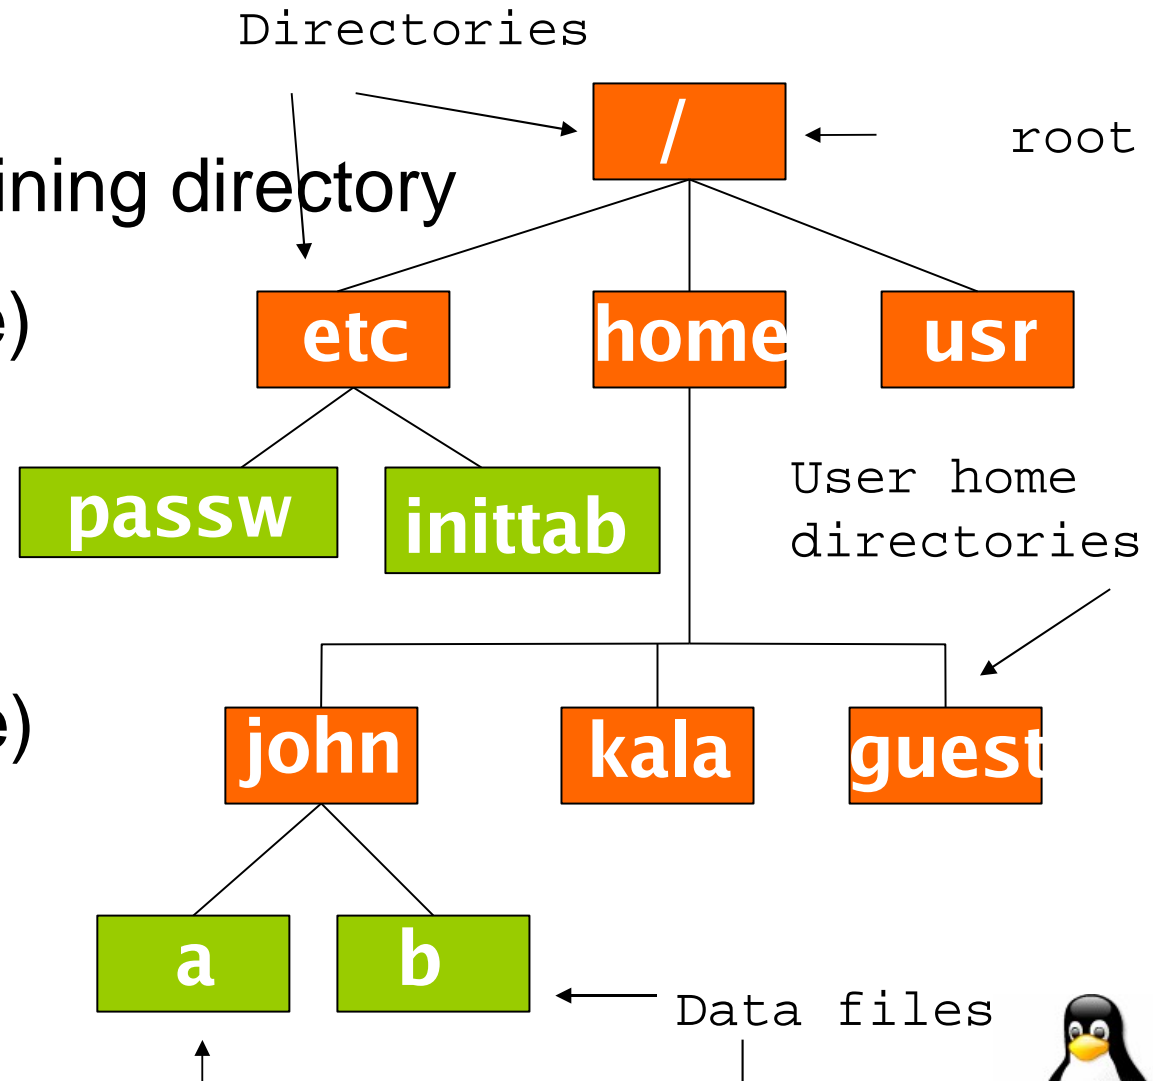 Directories
/
root
ining directory
etc
home
usr
e)
passw
inittab
User home
directories
e)
john
kala
guest
a
b
Data files